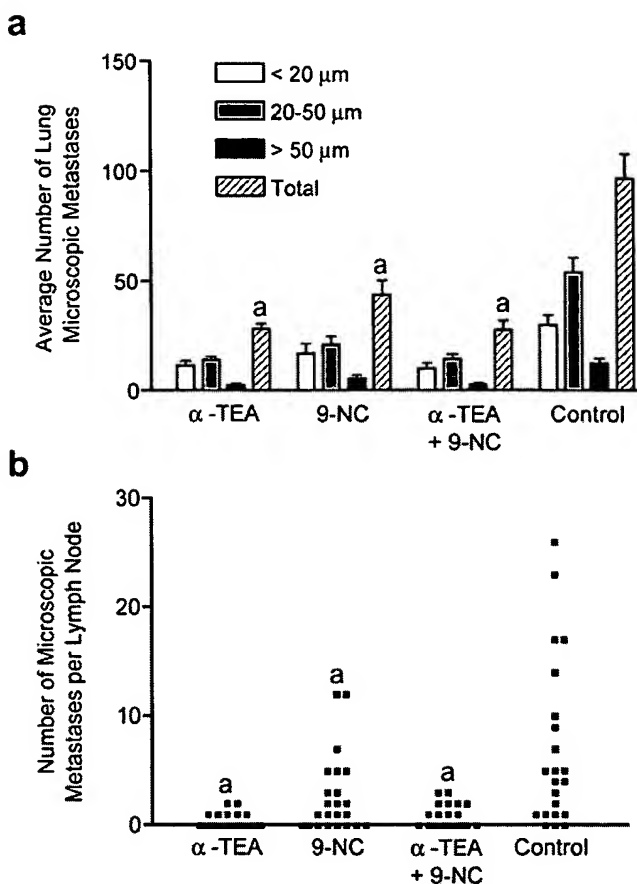 a
Average Number of Lung
Microscopic Metastases
150
100
50
0
< 20 μm
20-50 μm
> 50 μm
Total
a
a
a
α -TEA
9-NC
α -TEA
+ 9-NC
Control
b
Number of Microscopic
Metastases per Lymph Node
30
20
10
0
a
a
a
α -TEA
9-NC
α -TEA
+ 9-NC
Control